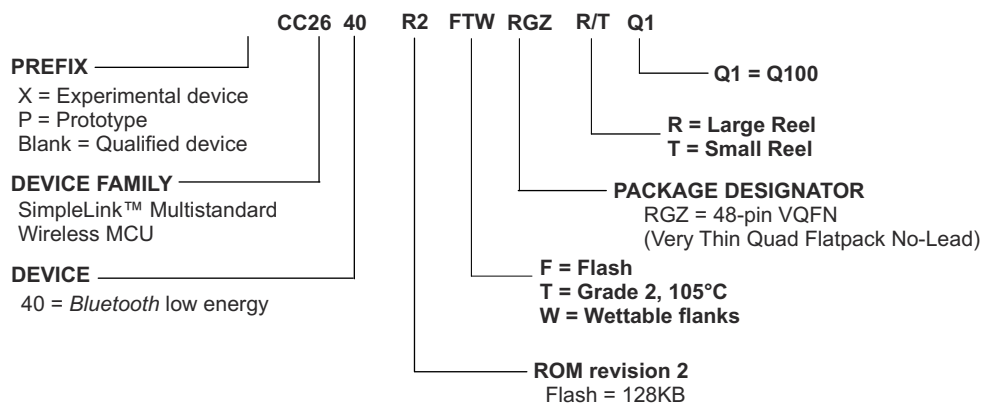 CC26 40 R2 FTW RGZ R/T Q1
PREFIX
X = Experimental device
P = Prototype
Blank = Qualified device
DEVICE FAMILY
SimpleLink™ Multistandard
Wireless MCU
DEVICE
40 = Bluetooth low energy
Q1 = Q100
R = Large Reel
T = Small Reel
PACKAGE DESIGNATOR
RGZ = 48-pin VQFN
(Very Thin Quad Flatpack No-Lead)
F = Flash
T = Grade 2, 105°C
W = Wettable flanks
ROM revision 2
Flash = 128KB